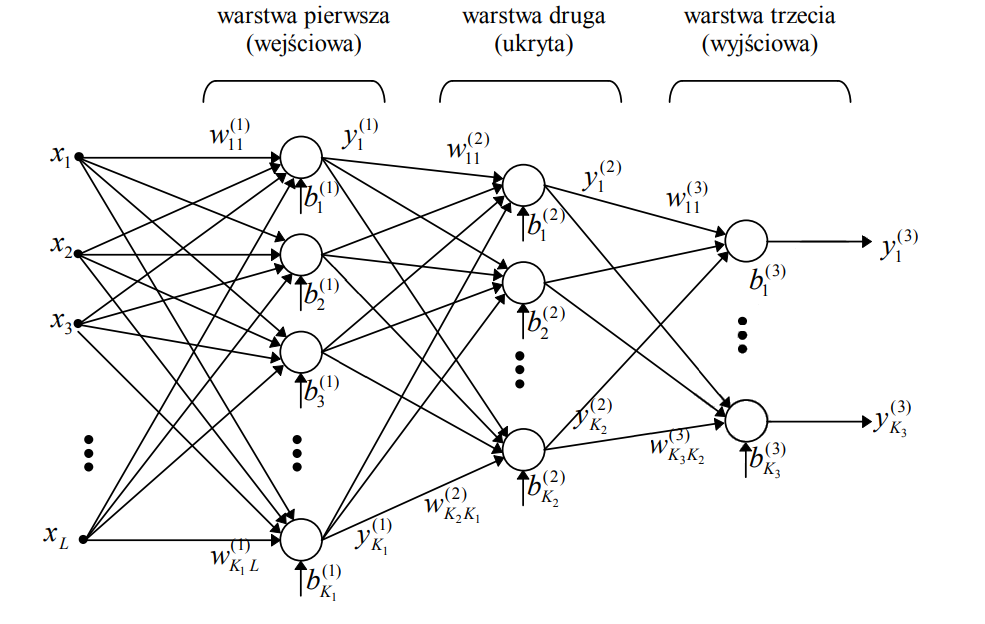 warstwa pierwsza
(wejściowa)
warstwa druga
(ukryta)
warstwa trzecia
(wyjściowa)
x_1
w_{11}^{(1)}
y_1^{(1)}
b_1^{(1)}
w_{11}^{(2)}
y_1^{(2)}
b_1^{(2)}
w_{11}^{(3)}
y_1^{(3)}
b_1^{(3)}
x_2
b_2^{(1)}
b_2^{(2)}
x_3
b_3^{(1)}
y_{K_2}^{(2)}
w_{K_3 K_2}^{(3)}
y_{K_3}^{(3)}
b_{K_3}^{(3)}
b_{K_2}^{(2)}
w_{K_2 K_1}^{(2)}
x_L
w_{K_1 L}^{(1)}
y_{K_1}^{(1)}
b_{K_1}^{(1)}